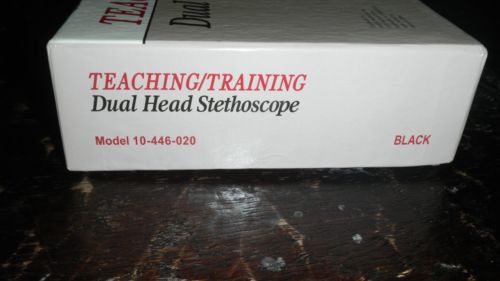 TEACHING/TRAINING
Dual Head Stethoscope
Model 10-446-020
BLACK